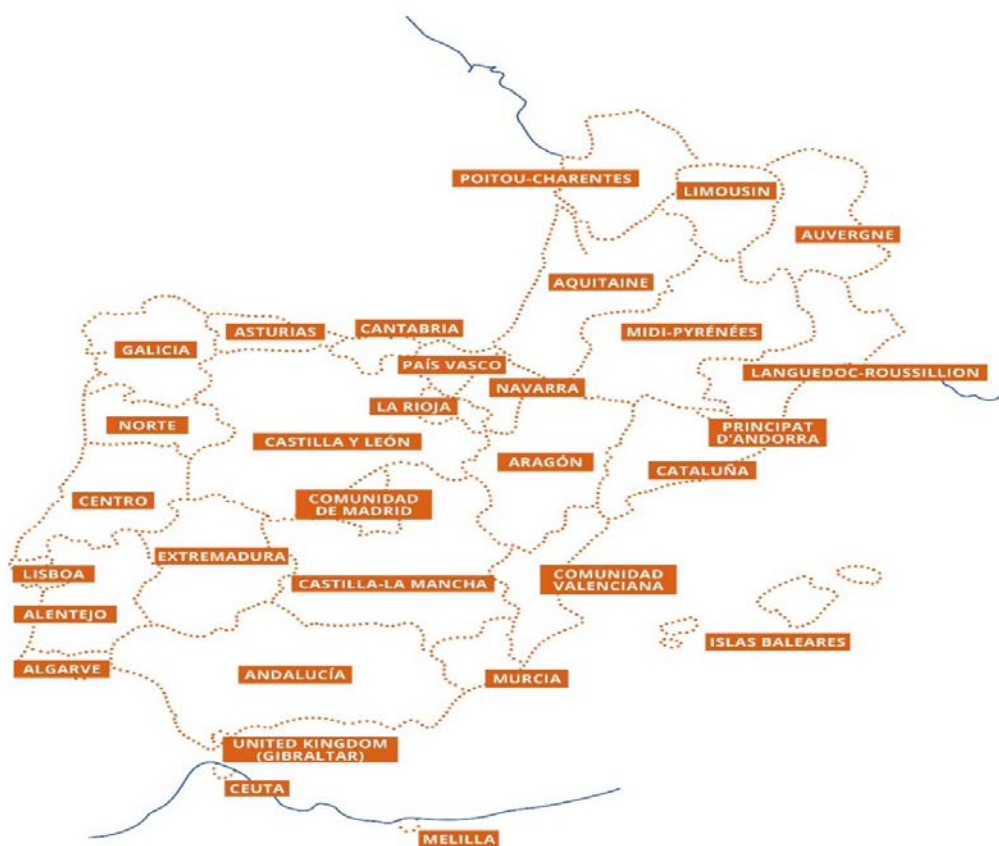 POITOU-CHARENTES
LIMOUSIN
AUVERGNE
AQUITAINE
MIDI-PYRÉNÉES
LANGUEDOC-ROUSSILLION
ASTURIAS
CANTABRIA
GALICIA
PAÍS VASCO
NAVARRA
LA RIOJA
NORTE
CASTILLA Y LEÓN
PRINCIPAT
D'ANDORRA
ARAGÓN
CATALUÑA
CENTRO
COMUNIDAD
DE MADRID
EXTREMADURA
LISBOA
CASTILLA-LA MANCHA
COMUNIDAD
VALENCIANA
ALENTEJO
ISLAS BALEARES
ALGARVE
ANDALUCÍA
MURCIA
UNITED KINGDOM
(GIBRALTAR)
CEUTA
MELILLA